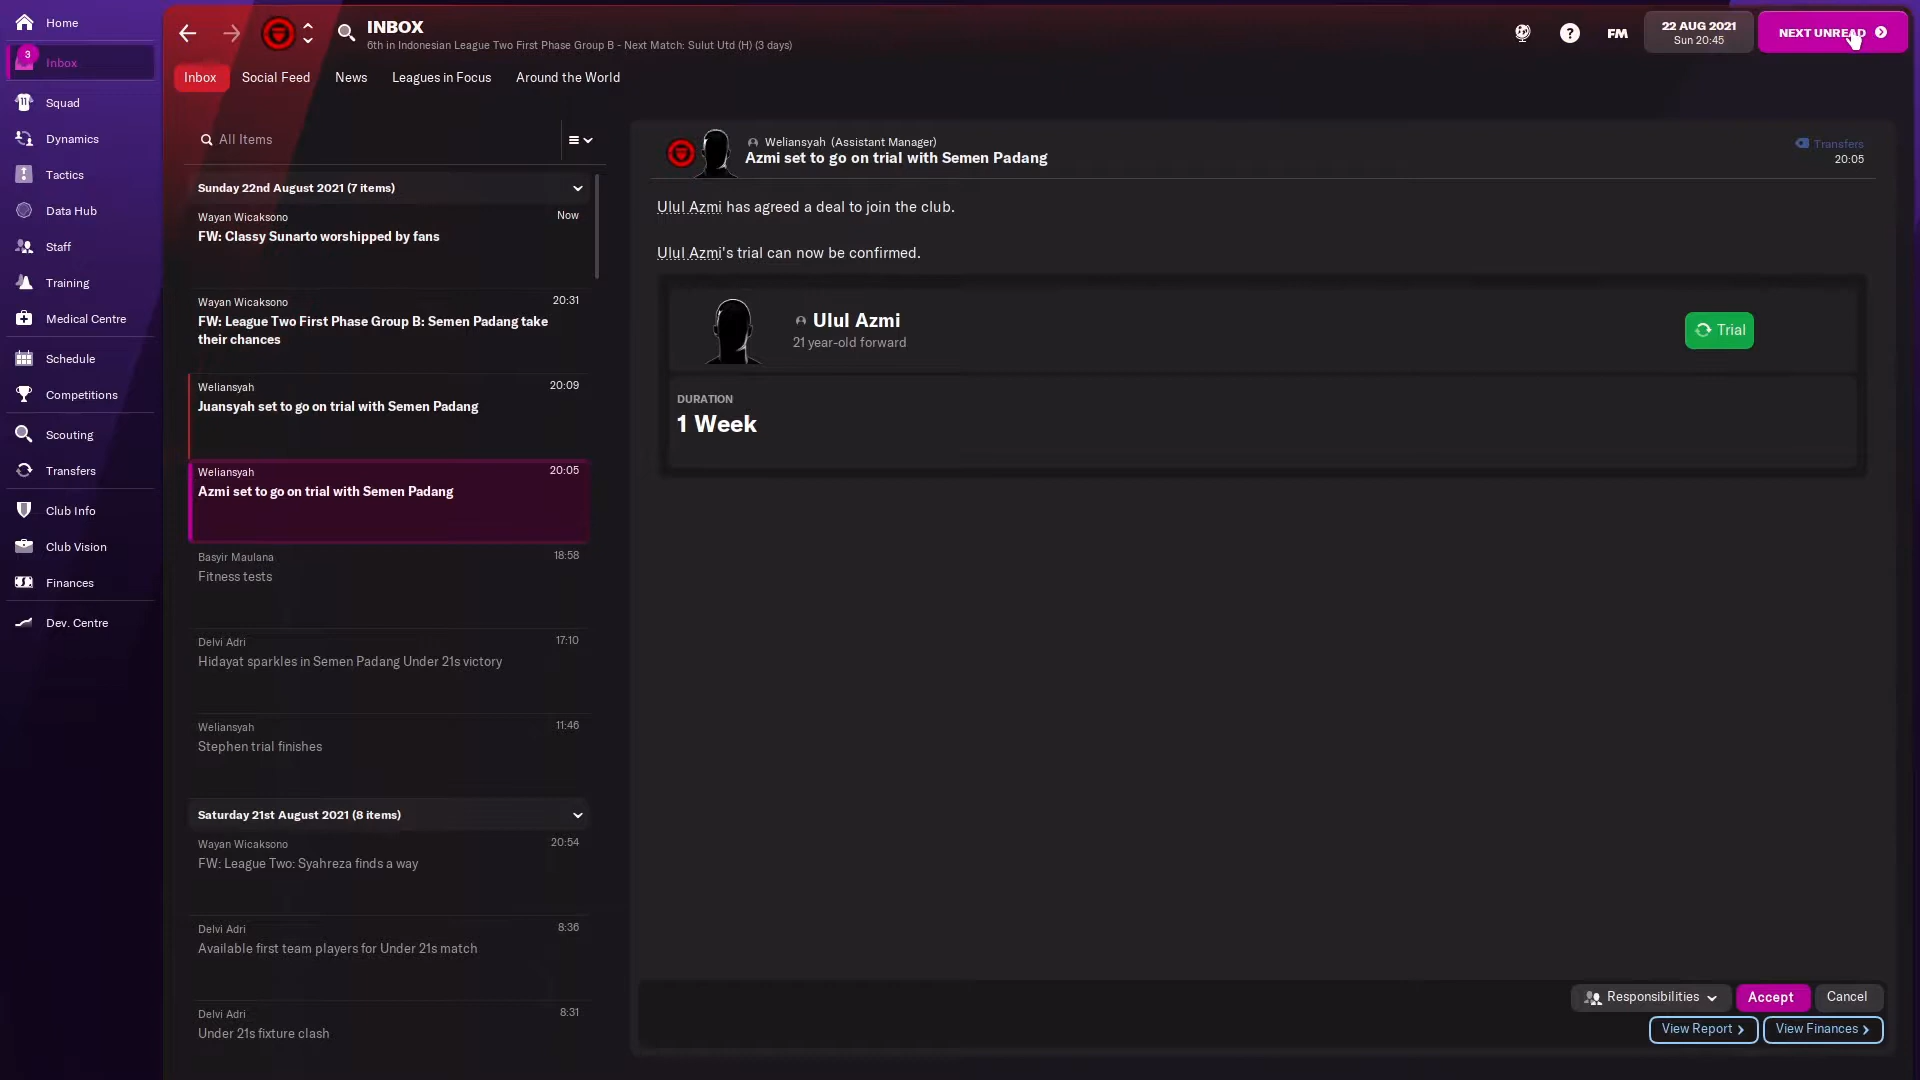 Home
3
Inbox
Squad
Dynamics
Tactics
Data Hub
Staff
Training
Medical Centre
Schedule
Competitions
Scouting
Transfers
Club Info
Club Vision
Finances
Dev. Centre
INBOX
6th in Indonesian League Two First Phase Group B - Next Match: Sulut Utd (H) (3 days)
FM
22 AUG 2021
Sun 20:45
NEXT UNREAD
Inbox Social Feed News Leagues in Focus Around the World
All Items
Sunday 22nd August 2021 (7 items)
Wayan Wicaksono Now
FW: Classy Sunarto worshipped by fans
Wayan Wicaksono 20:31
FW: League Two First Phase Group B: Semen Padang take
their chances
Weliansyah 20:09
Juansyah set to go on trial with Semen Padang
Weliansyah 20:05
Azmi set to go on trial with Semen Padang
Basyir Maulana 18:58
Fitness tests
Delvi Adri 17:10
Hidayat sparkles in Semen Padang Under 21s victory
Weliansyah 11:46
Stephen trial finishes
Saturday 21st August 2021 (8 items)
Wayan Wicaksono 20:54
FW: League Two: Syahreza finds a way
Delvi Adri 8:36
Available first team players for Under 21s match
Delvi Adri 8:31
Under 21s fixture clash
Weliansyah (Assistant Manager)
Azmi set to go on trial with Semen Padang
Transfers
20:05
Ulul Azmi has agreed a deal to join the club.
Ulul Azmi's trial can now be confirmed.
Ulul Azmi
21 year-old forward
Trial
DURATION
1 Week
Responsibilities Accept Cancel
View Report View Finances